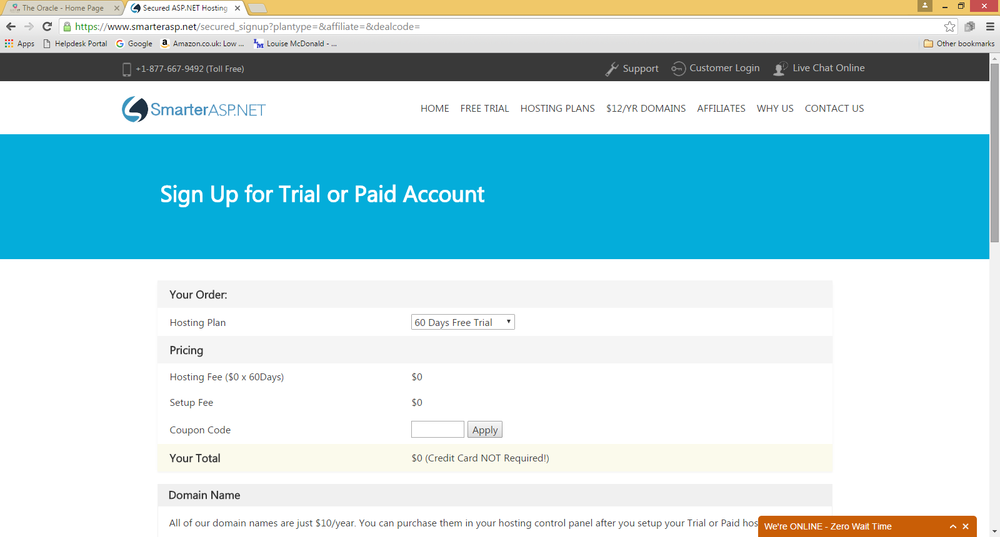 The Oracle - Home Page
Secured ASP.NET Hosting
https://www.smarterasp.net/secured_signup?plantype=&affiliate=&dealcode=
Apps Helpdesk Portal Google Amazon.co.uk: Low ... Louise McDonald - ... Other bookmarks
+1-877-667-9492 (Toll Free) Support Customer Login Live Chat Online
SmarterASP.NET HOME FREE TRIAL HOSTING PLANS $12/YR DOMAINS AFFILIATES WHY US CONTACT US
Sign Up for Trial or Paid Account
Your Order:
Hosting Plan 60 Days Free Trial
Pricing
Hosting Fee ($0 x 60Days) $0
Setup Fee $0
Coupon Code Apply
Your Total $0 (Credit Card NOT Required!)
Domain Name
All of our domain names are just $10/year. You can purchase them in your hosting control panel after you setup your Trial or Paid hos
We're ONLINE - Zero Wait Time